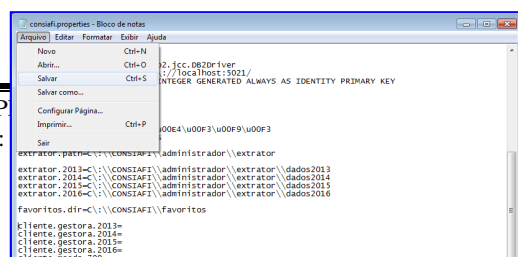 consiafi.properties - Bloco de notas
Arquivo Editar Formatar Exibir Ajuda
Novo Ctrl+N
Abrir... Ctrl+O
Salvar Ctrl+S
Salvar como...
Configurar Página...
Imprimir... Ctrl+P
Sair
2.jcc.DB2Driver
://localhost:5021/
INTEGER GENERATED ALWAYS AS IDENTITY PRIMARY KEY
u00E4\u00F3\u00F9\u00F3
extrator.path=C\:\\CONSIAFI\\administrador\\extrator
extrator.2013=C\:\\CONSIAFI\\administrador\\extrator\\dados2013
extrator.2014=C\:\\CONSIAFI\\administrador\\extrator\\dados2014
extrator.2015=C\:\\CONSIAFI\\administrador\\extrator\\dados2015
extrator.2016=C\:\\CONSIAFI\\administrador\\extrator\\dados2016
favoritos.dir=C\:\\CONSIAFI\\favoritos
cliente.gestora.2013=
cliente.gestora.2014=
cliente.gestora.2015=
cliente.gestora.2016=